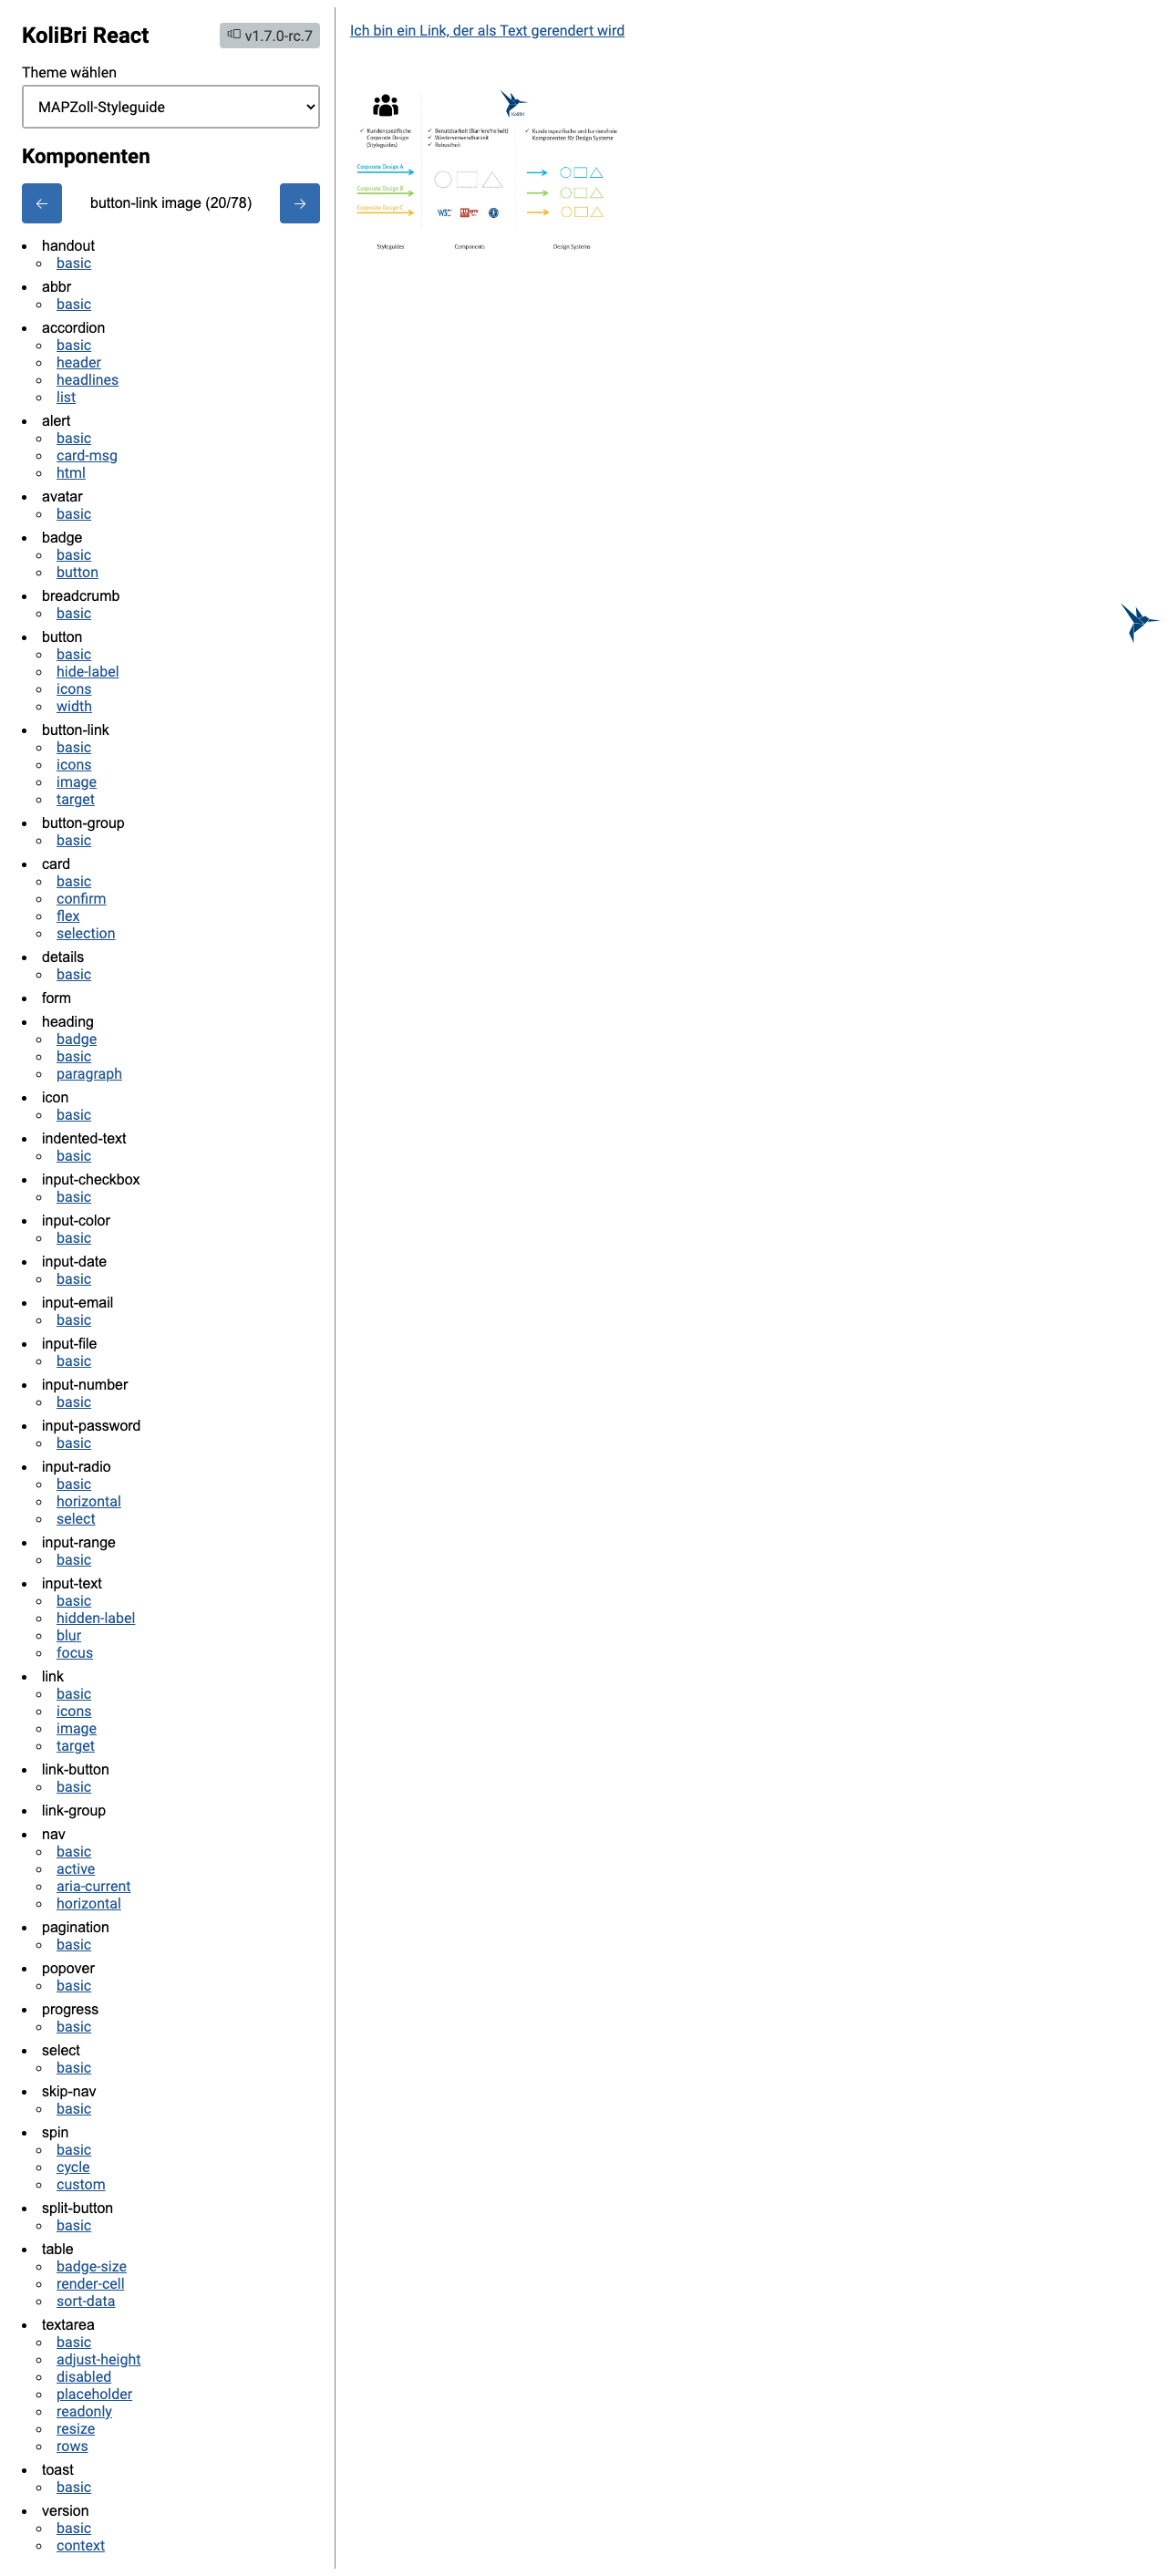 KoliBri React
v1.7.0-rc.7
Theme wählen
MAPZoll-Styleguide
Komponenten
← button-link image (20/78) →
handout
basic
abbr
basic
accordion
basic
header
headlines
list
alert
basic
card-msg
html
avatar
basic
badge
basic
button
breadcrumb
basic
button
basic
hide-label
icons
width
button-link
basic
icons
image
target
button-group
basic
card
basic
confirm
flex
selection
details
basic
form
heading
badge
basic
paragraph
icon
basic
indented-text
basic
input-checkbox
basic
input-color
basic
input-date
basic
input-email
basic
input-file
basic
input-number
basic
input-password
basic
input-radio
basic
horizontal
select
input-range
basic
input-text
basic
hidden-label
blur
focus
link
basic
icons
image
target
link-button
basic
link-group
nav
basic
active
aria-current
horizontal
pagination
basic
popover
basic
progress
basic
select
basic
skip-nav
basic
spin
basic
cycle
custom
split-button
basic
table
badge-size
render-cell
sort-data
textarea
basic
adjust-height
disabled
placeholder
readonly
resize
rows
toast
basic
version
basic
context
Ich bin ein Link, der als Text gerendert wird
KoliBri
✓ Kundenspezifische
Corporate Design
(Styleguides)
✓ Benutzbarkeit (Barrierefreiheit)
✓ Wiederverwendbarkeit
✓ Robustheit
✓ Kundenspezifische und barrierefreie
Komponenten für Design Systeme
Corporate Design A
Corporate Design B
Corporate Design C
Styleguides
Components
Design Systems